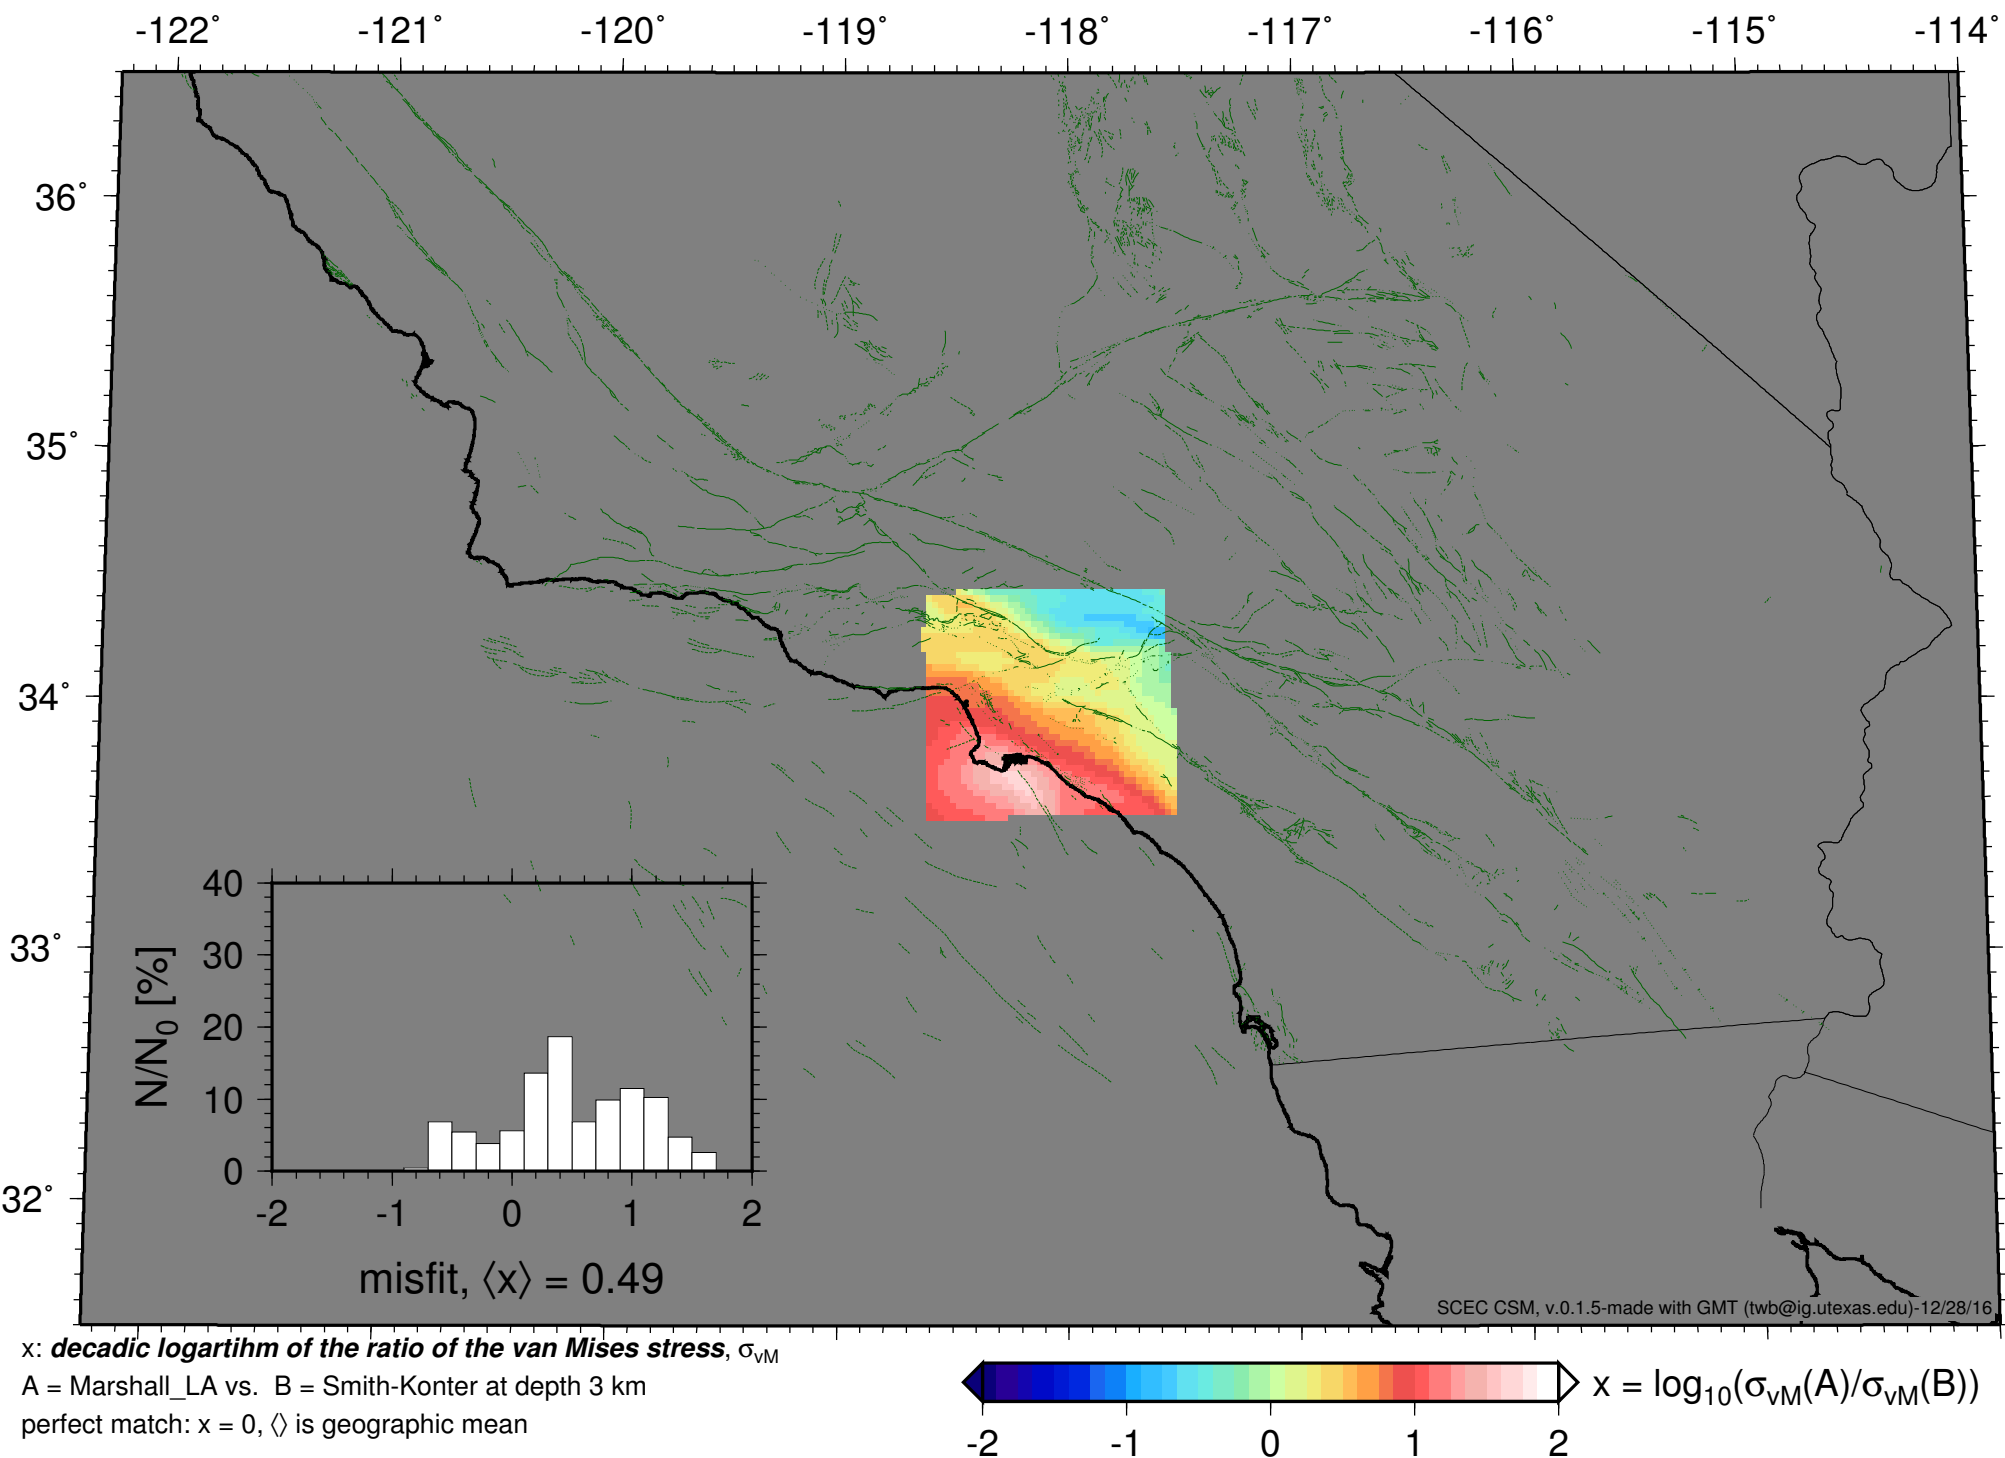 -122° -121° -120° -119° -118° -117° -116° -115° -114°
36°
35°
34°
33°
32°
40
30
20
10
0
N/N0 [%]
-2 -1 0 1 2
misfit, ⟨x⟩ = 0.49
SCEC CSM, v.0.1.5-made with GMT (twb@ig.utexas.edu)-12/28/16
x: decadic logartihm of the ratio of the van Mises stress, σvM
A = Marshall_LA vs. B = Smith-Konter at depth 3 km
perfect match: x = 0, ⟨⟩ is geographic mean
x = log10(σvM(A)/σvM(B))
-2 -1 0 1 2